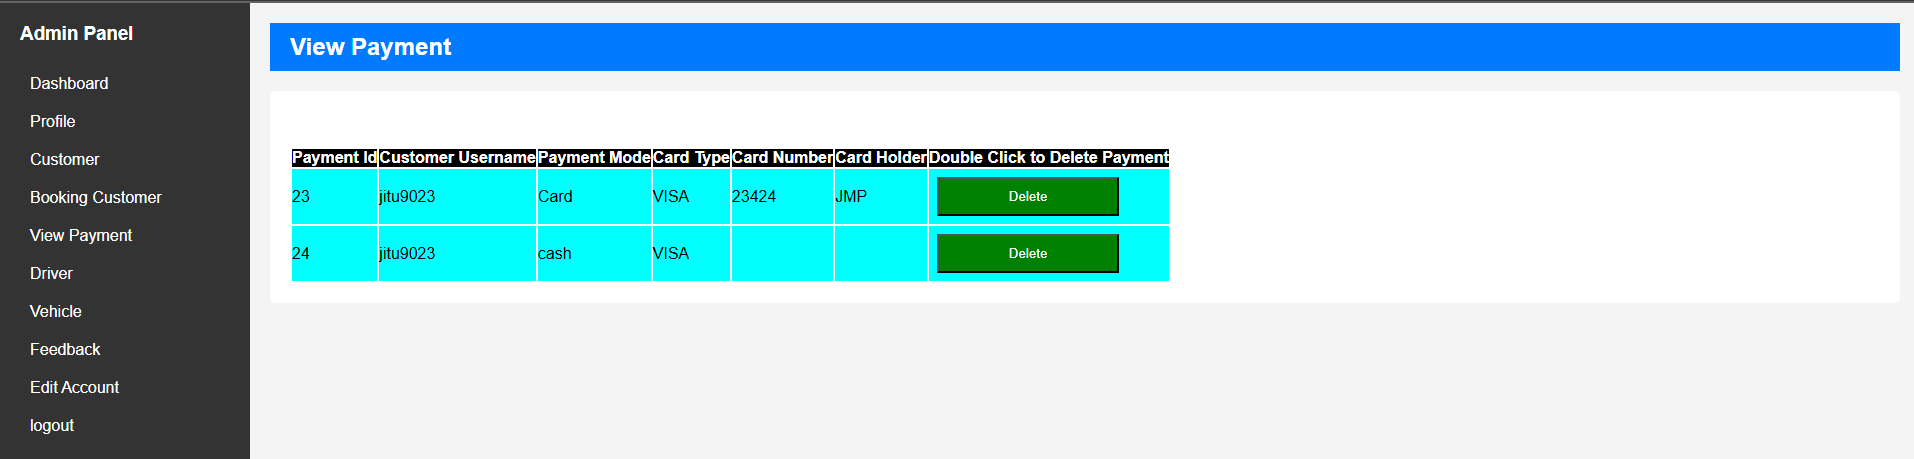 Admin Panel
Dashboard
Profile
Customer
Booking Customer
View Payment
Driver
Vehicle
Feedback
Edit Account
logout
View Payment
Payment Id Customer Username Payment Mode Card Type Card Number Card Holder Double Click to Delete Payment
23 jitu9023 Card VISA 23424 JMP Delete
24 jitu9023 cash VISA Delete